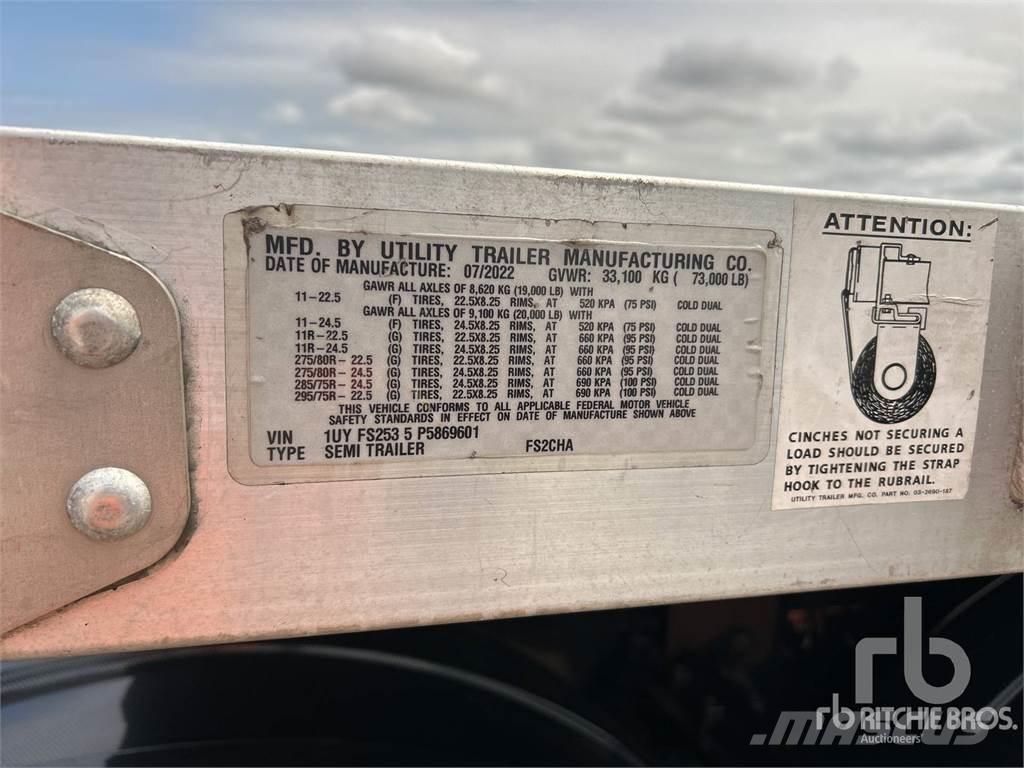 MFD. BY UTILITY TRAILER MANUFACTURING CO.
DATE OF MANUFACTURE: 07/2022 GVWR: 33,100 KG ( 73,000 LB)
GAWR ALL AXLES OF 8,620 KG (19,000 LB) WITH
11-22.5 (F) TIRES, 22.5X8.25 RIMS, AT 520 KPA (75 PSI) COLD DUAL
GAWR ALL AXLES OF 9,100 KG (20,000 LB) WITH
11-24.5 (F) TIRES, 24.5X8.25 RIMS, AT 520 KPA (75 PSI) COLD DUAL
11R-22.5 (G) TIRES, 22.5X8.25 RIMS, AT 660 KPA (95 PSI) COLD DUAL
11R-24.5 (G) TIRES, 24.5X8.25 RIMS, AT 660 KPA (95 PSI) COLD DUAL
275/80R- 22.5 (G) TIRES, 22.5X8.25 RIMS, AT 660 KPA (95 PSI) COLD DUAL
275/80R- 24.5 (G) TIRES, 24.5X8.25 RIMS, AT 660 KPA (95 PSI) COLD DUAL
285/75R- 24.5 (G) TIRES, 24.5X8.25 RIMS, AT 690 KPA (100 PSI) COLD DUAL
295/75R- 22.5 (G) TIRES, 22.5X8.25 RIMS, AT 690 KPA (100 PSI) COLD DUAL
THIS VEHICLE CONFORMS TO ALL APPLICABLE FEDERAL MOTOR VEHICLE
SAFETY STANDARDS IN EFFECT ON DATE OF MANUFACTURE SHOWN ABOVE
VIN 1UY FS253 5 P5869601
TYPE SEMI TRAILER FS2CHA
ATTENTION:
CINCHES NOT SECURING A
LOAD SHOULD BE SECURED
BY TIGHTENING THE STRAP
HOOK TO THE RUBRAIL.
UTILITY TRAILER MFG. CO. PART NO. 03-2690-187
rb
rb RITCHIE BROS.
Auctioneers
MASCUS